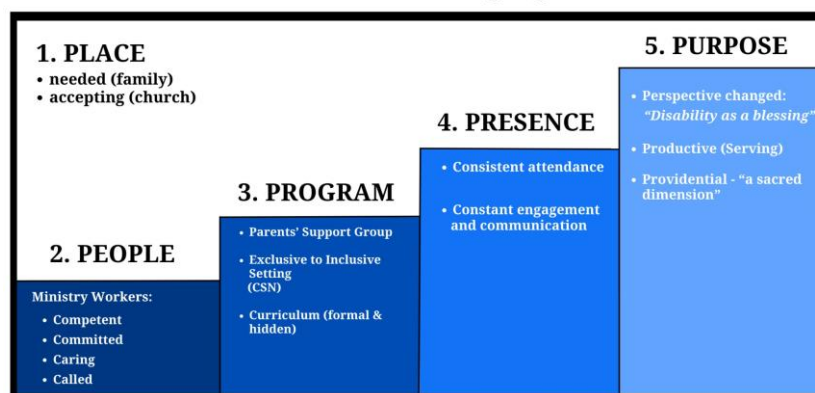 1. PLACE
• needed (family)
• accepting (church)
2. PEOPLE
Ministry Workers:
• Competent
• Committed
• Caring
• Called
3. PROGRAM
• Parents' Support Group
• Exclusive to Inclusive
Setting
(CSN)
• Curriculum (formal &
hidden)
4. PRESENCE
• Consistent attendance
• Constant engagement
and communication
5. PURPOSE
• Perspective changed:
"Disability as a blessing"
• Productive (Serving)
• Providential - "a sacred
dimension"